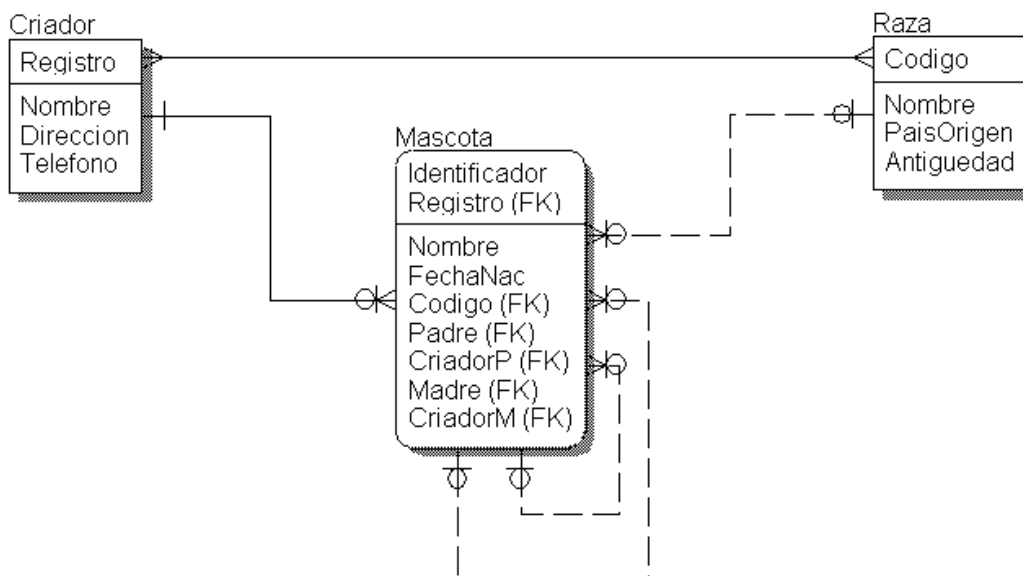 Criador
Registro
Nombre
Direccion
Telefono
Raza
Codigo
Nombre
PaisOrigen
Antiguedad
Mascota
Identificador
Registro (FK)
Nombre
FechaNac
Codigo (FK)
Padre (FK)
CriadorP (FK)
Madre (FK)
CriadorM (FK)